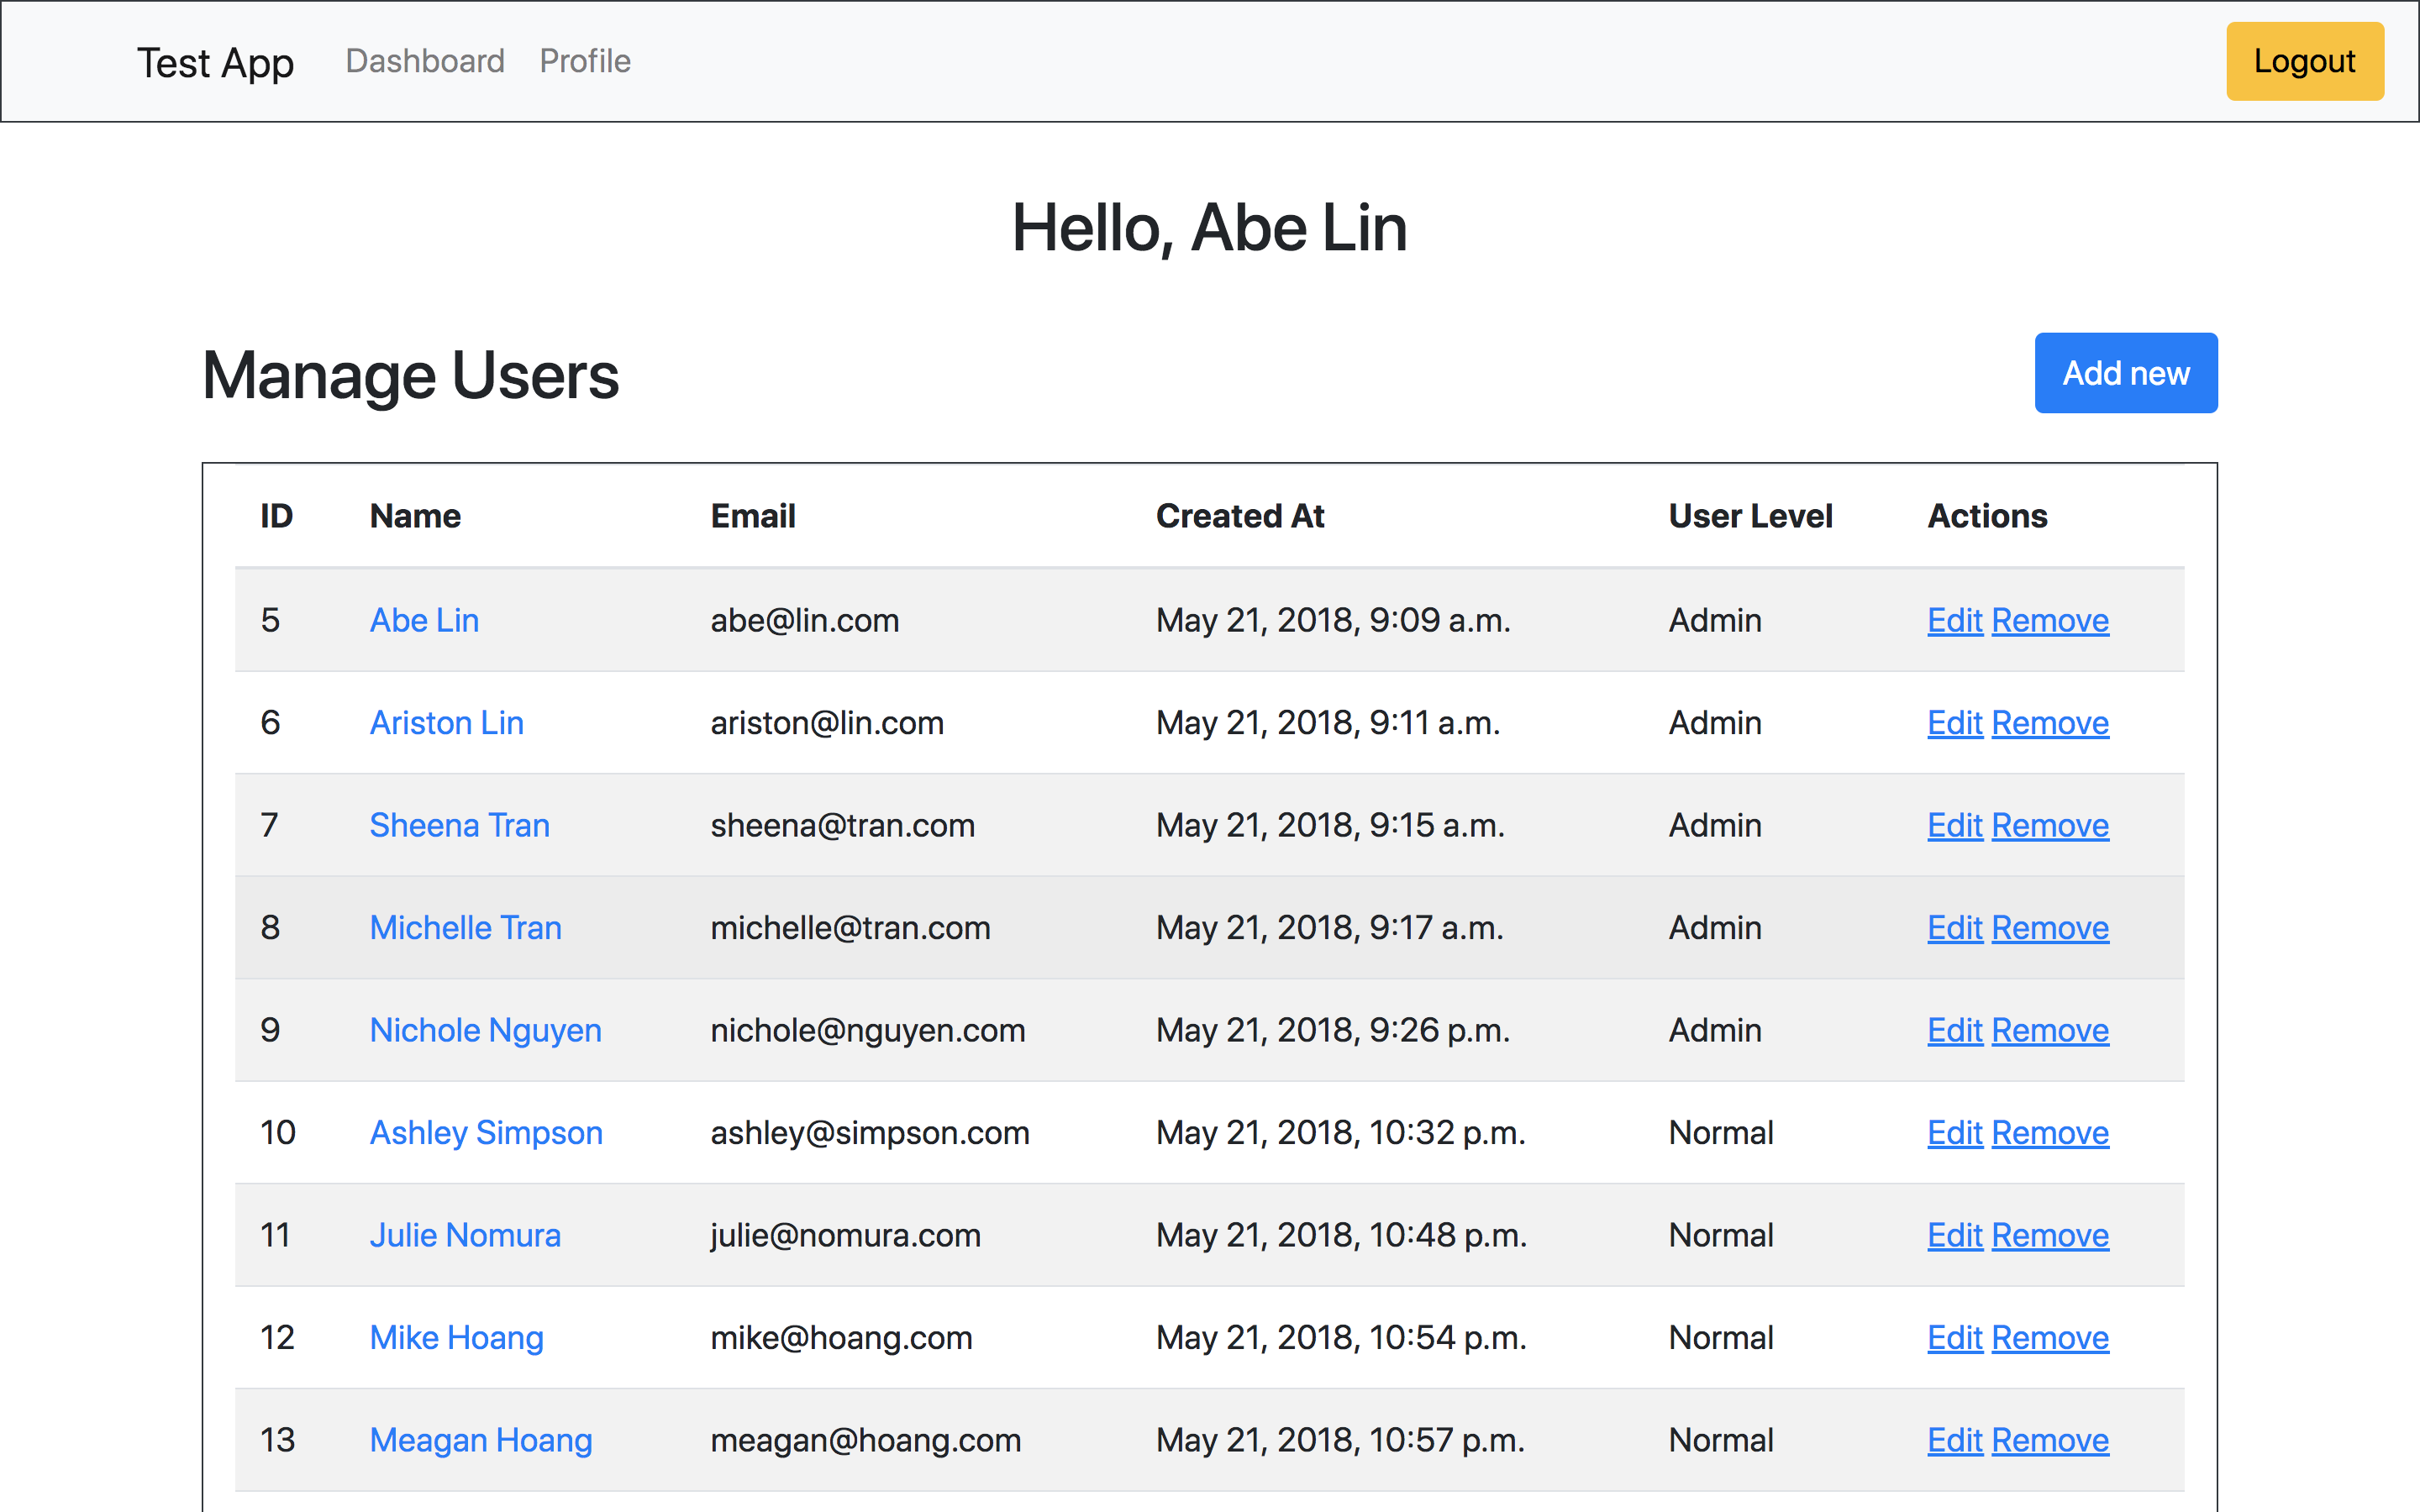 Test App Dashboard Profile Logout
Hello, Abe Lin
Manage Users Add new
ID Name Email Created At User Level Actions
5 Abe Lin abe@lin.com May 21, 2018, 9:09 a.m. Admin Edit Remove
6 Ariston Lin ariston@lin.com May 21, 2018, 9:11 a.m. Admin Edit Remove
7 Sheena Tran sheena@tran.com May 21, 2018, 9:15 a.m. Admin Edit Remove
8 Michelle Tran michelle@tran.com May 21, 2018, 9:17 a.m. Admin Edit Remove
9 Nichole Nguyen nichole@nguyen.com May 21, 2018, 9:26 p.m. Admin Edit Remove
10 Ashley Simpson ashley@simpson.com May 21, 2018, 10:32 p.m. Normal Edit Remove
11 Julie Nomura julie@nomura.com May 21, 2018, 10:48 p.m. Normal Edit Remove
12 Mike Hoang mike@hoang.com May 21, 2018, 10:54 p.m. Normal Edit Remove
13 Meagan Hoang meagan@hoang.com May 21, 2018, 10:57 p.m. Normal Edit Remove